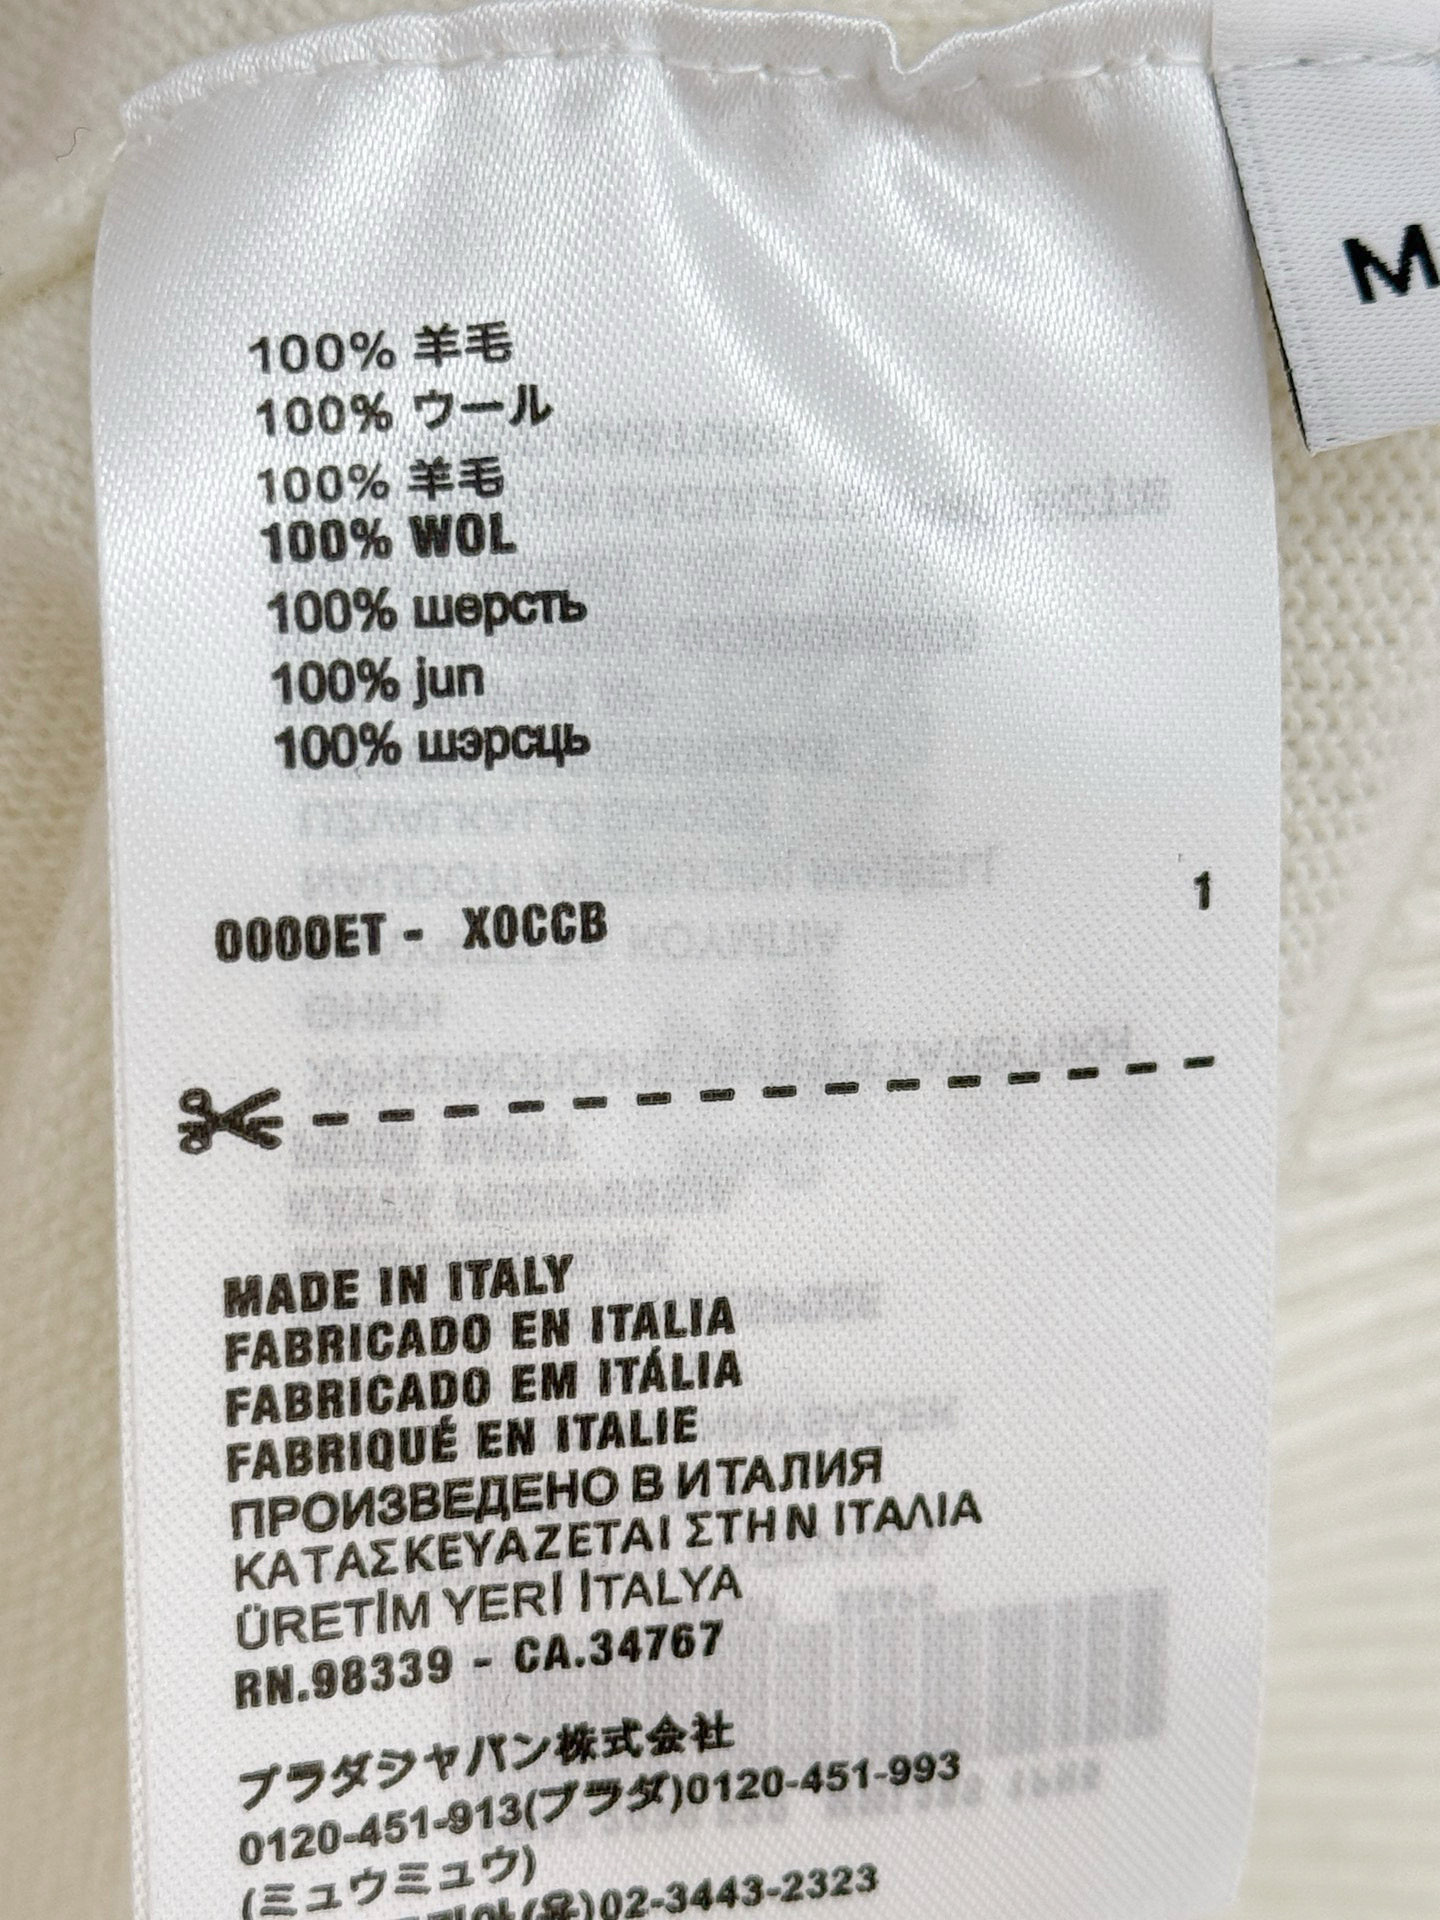 M
100% 羊毛
100% ウール
100% 羊毛
100% WOL
100% шерсть
100% jun
100% шэрсць
0000ET - X0CCB 1
MADE IN ITALY
FABRICADO EN ITALIA
FABRICADO EM ITÁLIA
FABRIQUÉ EN ITALIE
ПРОИЗВЕДЕНО В ИТАЛИЯ
ΚΑΤΑΣΚΕΥΑΖΕΤΑΙ ΣΤΗΝ ΙΤΑΛΙΑ
ÜRETİM YERİ İTALYA
RN.98339 - CA.34767
プラダジャパン株式会社
0120-451-913(プラダ)0120-451-993
(ミュウミュウ)
(유)02-3443-2323